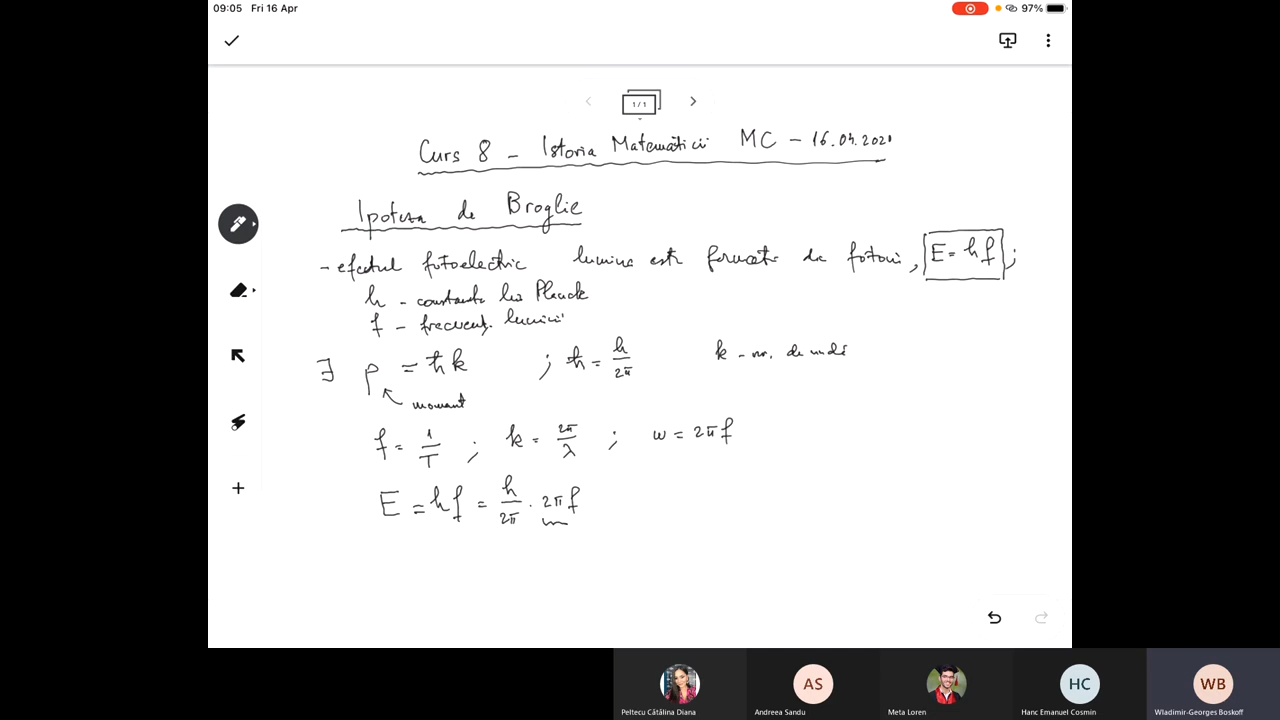 09:05 Fri 16 Apr 97%
1/1
Curs 8 - Istoria Matematicii MC - 16.04.2021
Ipoteza de Broglie
- efectul fotoelectric lumina este formata de fotoni, E = hf ;
h - constanta lui Planck
f - frecvenţ. luminii
∃ p = ħk ; ħ = h/2π k - nr. de undă
moment
f = 1/T ; k = 2π/λ ; ω = 2πf
E = hf = h/2π · 2πf
AS HC WB
Peltecu Cătălina Diana Andreea Sandu Meta Loren Hanc Emanuel Cosmin Wladimir-Georges Boskoff